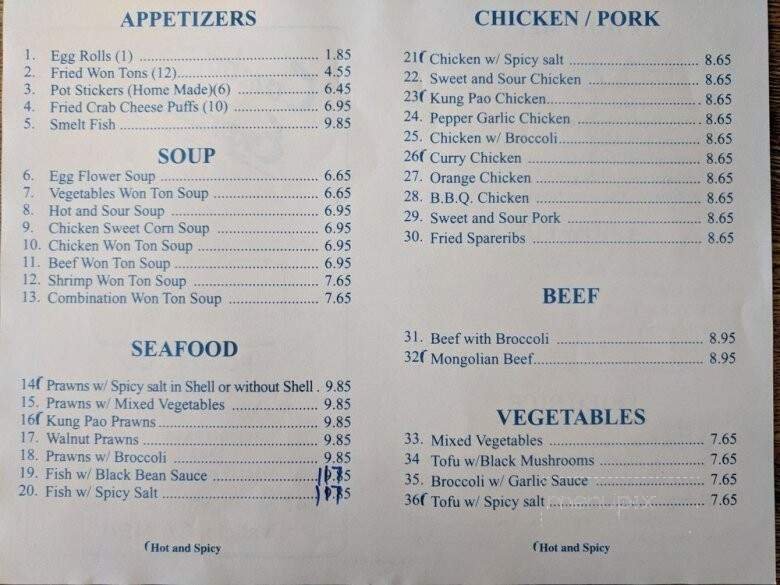 APPETIZERS
1. Egg Rolls (1) 1.85
2. Fried Won Tons (12) 4.55
3. Pot Stickers (Home Made)(6) 6.45
4. Fried Crab Cheese Puffs (10) 6.95
5. Smelt Fish 9.85
SOUP
6. Egg Flower Soup 6.65
7. Vegetables Won Ton Soup 6.65
8. Hot and Sour Soup 6.95
9. Chicken Sweet Corn Soup 6.95
10. Chicken Won Ton Soup 6.95
11. Beef Won Ton Soup 6.95
12. Shrimp Won Ton Soup 7.65
13. Combination Won Ton Soup 7.65
SEAFOOD
14 Prawns w/ Spicy salt in Shell or without Shell . 9.85
15. Prawns w/ Mixed Vegetables 9.85
16 Kung Pao Prawns 9.85
17. Walnut Prawns 9.85
18. Prawns w/ Broccoli 9.85
19. Fish w/ Black Bean Sauce
20. Fish w/ Spicy Salt
Hot and Spicy
CHICKEN / PORK
21 Chicken w/ Spicy salt 8.65
22. Sweet and Sour Chicken 8.65
23 Kung Pao Chicken 8.65
24. Pepper Garlic Chicken 8.65
25. Chicken w/ Broccoli 8.65
26 Curry Chicken 8.65
27. Orange Chicken 8.65
28. B.B.Q. Chicken 8.65
29. Sweet and Sour Pork 8.65
30. Fried Spareribs 8.65
BEEF
31. Beef with Broccoli 8.95
32 Mongolian Beef 8.95
VEGETABLES
33. Mixed Vegetables 7.65
34 Tofu w/Black Mushrooms 7.65
35. Broccoli w/ Garlic Sauce 7.65
36 Tofu w/ Spicy salt 7.65
menupix
Hot and Spicy